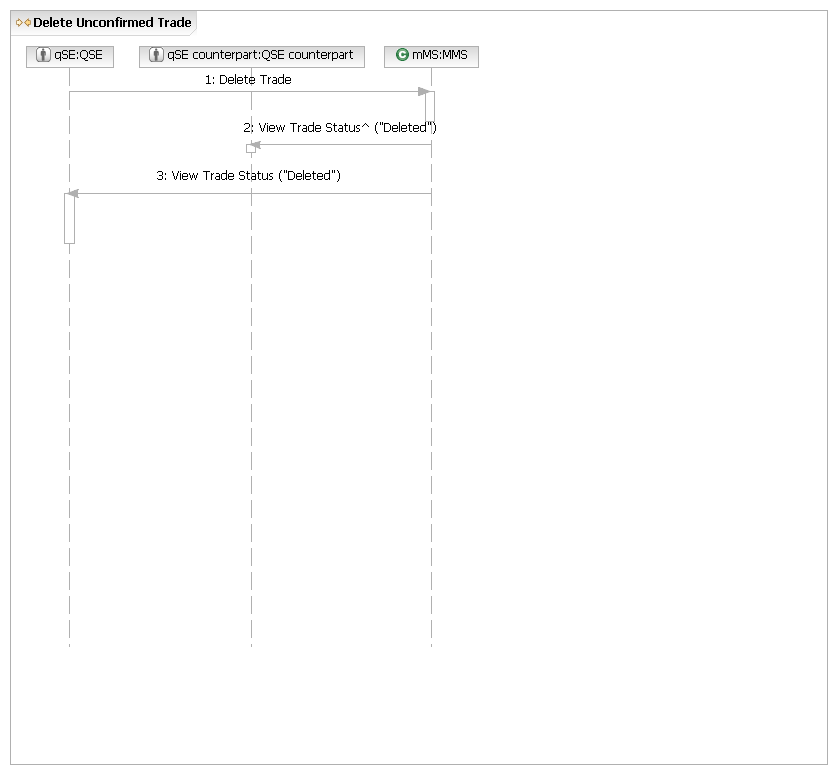 Delete Unconfirmed Trade
qSE:QSE
qSE counterpart:QSE counterpart
C mMS:MMS
1: Delete Trade
2: View Trade Status^ ("Deleted")
3: View Trade Status ("Deleted")